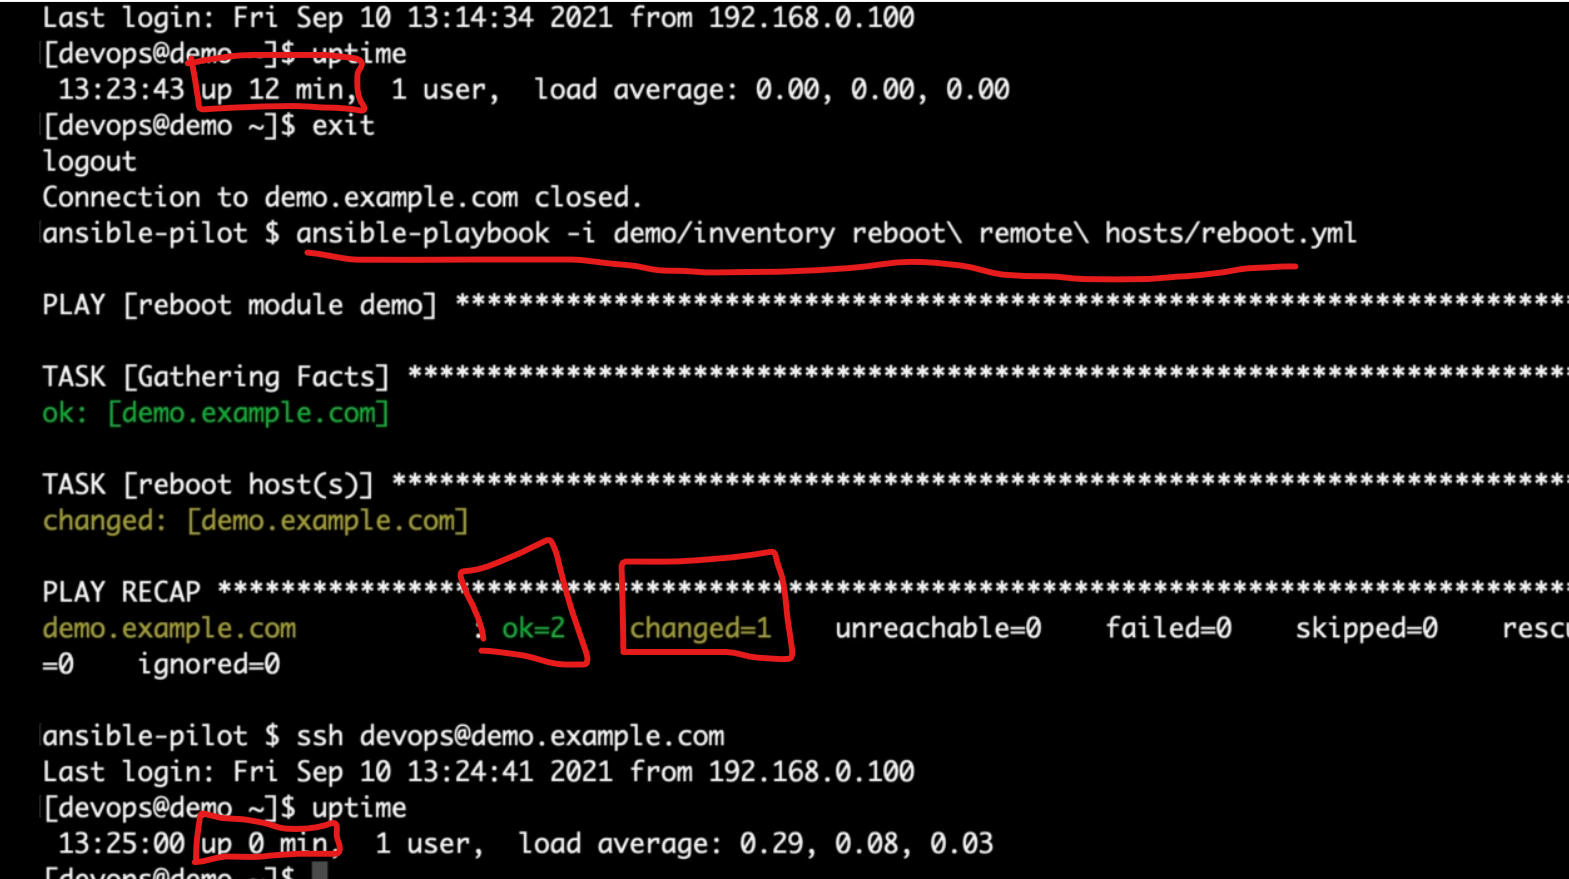 Last login: Fri Sep 10 13:14:34 2021 from 192.168.0.100
[devops@demo ~]$ uptime
13:23:43 up 12 min, 1 user, load average: 0.00, 0.00, 0.00
[devops@demo ~]$ exit
logout
Connection to demo.example.com closed.
ansible-pilot $ ansible-playbook -i demo/inventory reboot\ remote\ hosts/reboot.yml
PLAY [reboot module demo] *************************************************************************
TASK [Gathering Facts] *************************************************************************
ok: [demo.example.com]
TASK [reboot host(s)] **************************************************************************
changed: [demo.example.com]
PLAY RECAP *************************************************************************************
demo.example.com : ok=2 changed=1 unreachable=0 failed=0 skipped=0 rescu
=0 ignored=0
ansible-pilot $ ssh devops@demo.example.com
Last login: Fri Sep 10 13:24:41 2021 from 192.168.0.100
[devops@demo ~]$ uptime
13:25:00 up 0 min, 1 user, load average: 0.29, 0.08, 0.03
[devops@demo ~]$